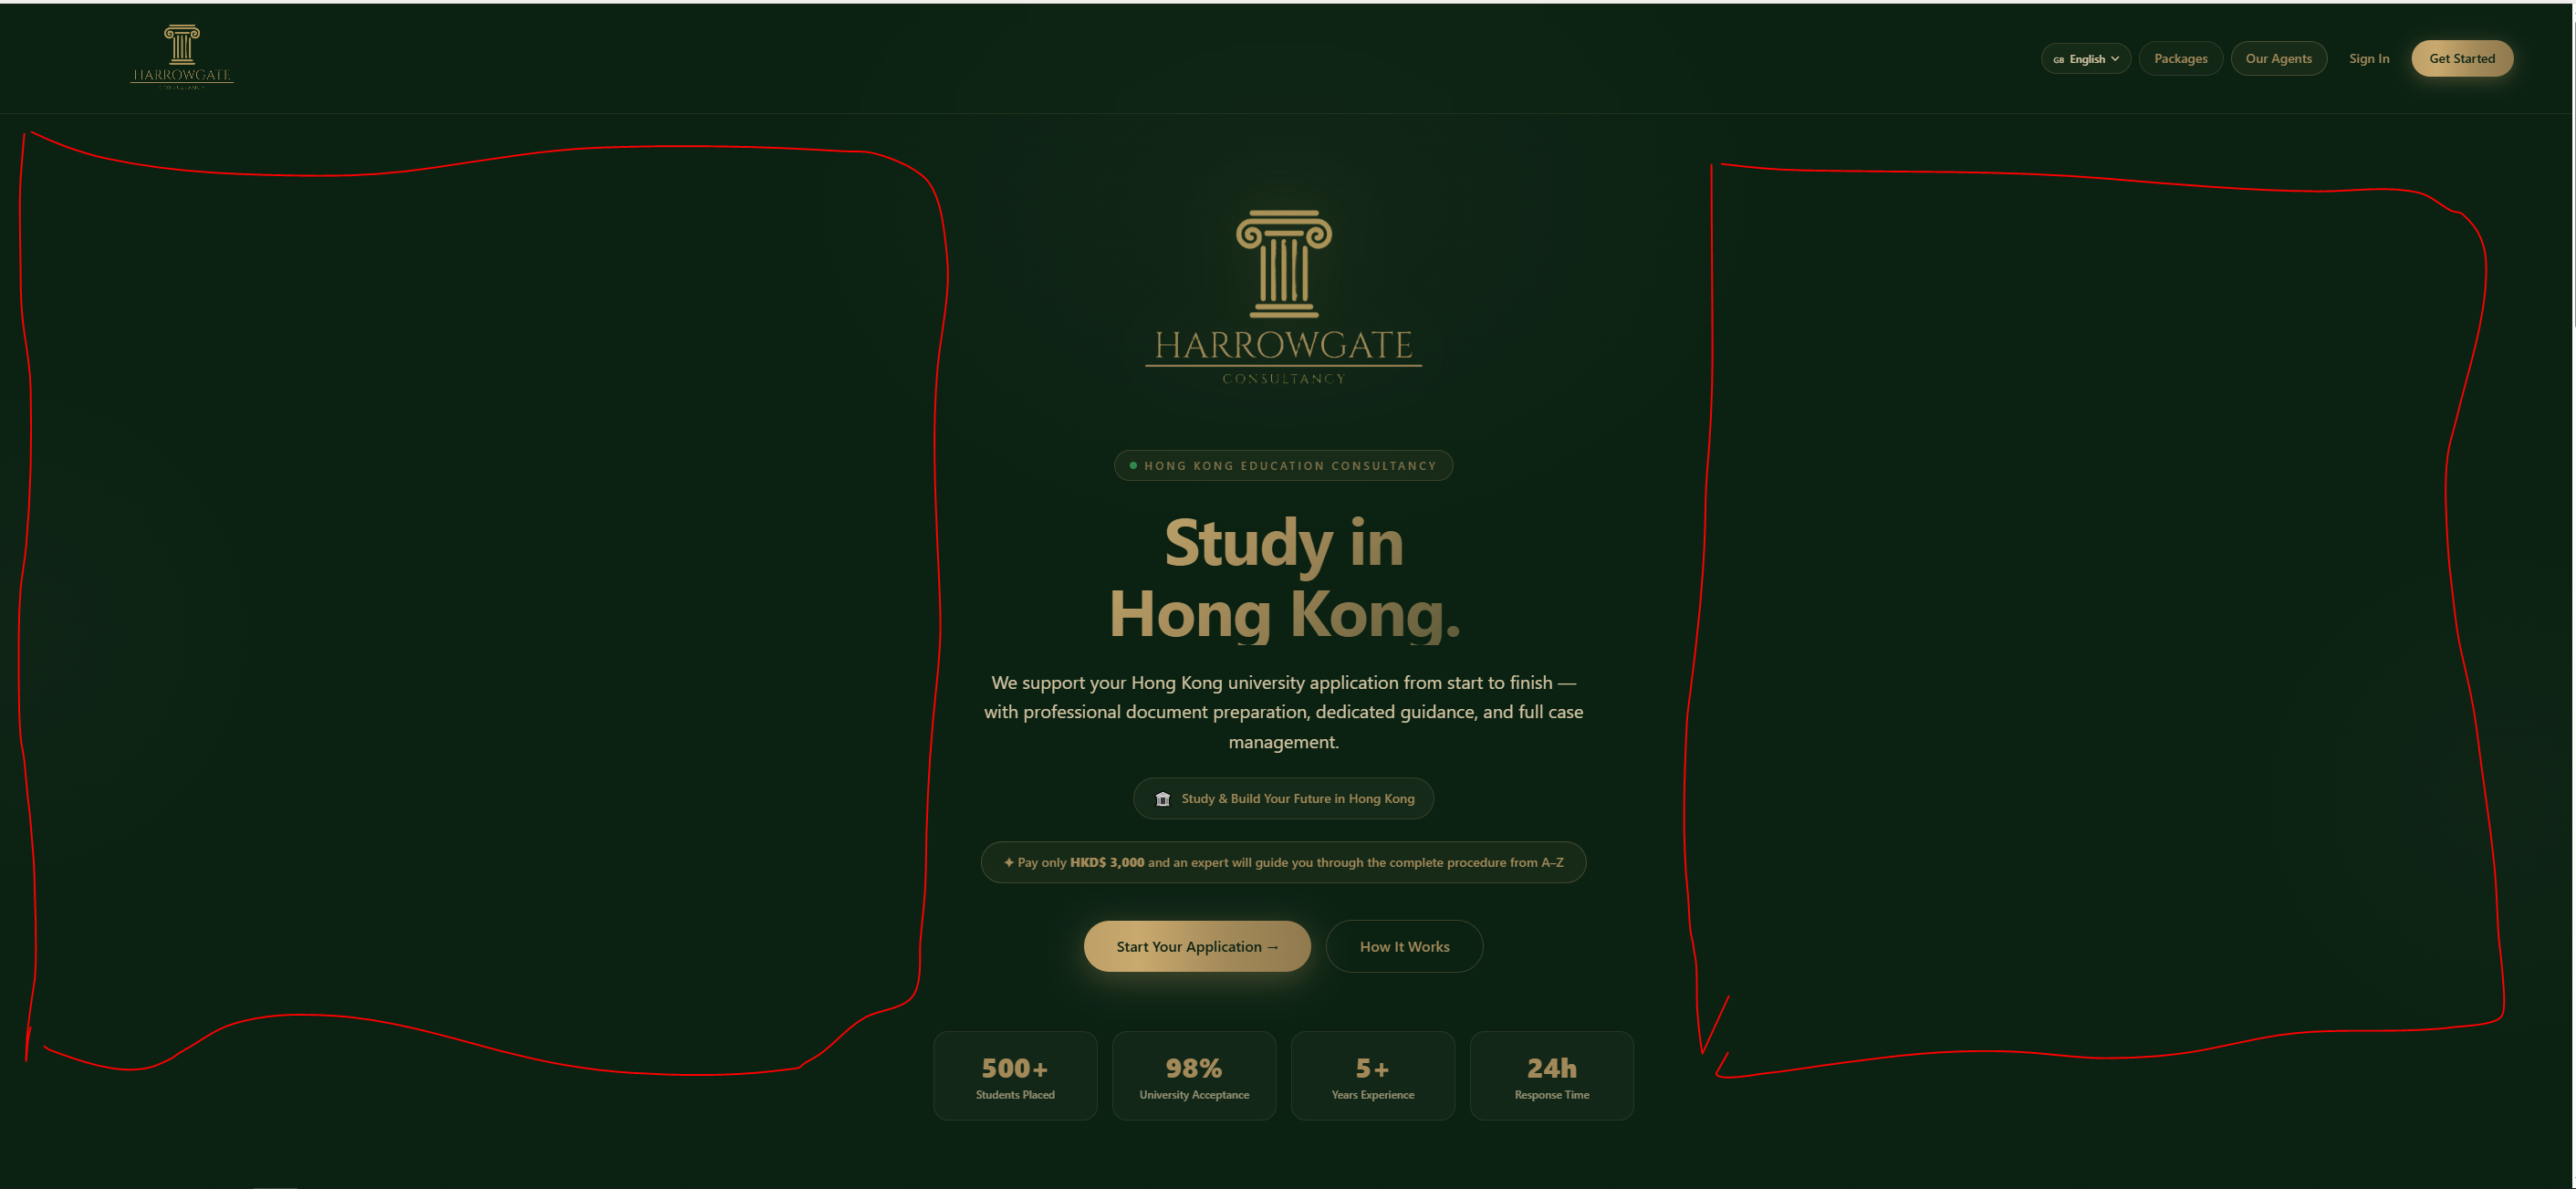 HARROWGATE
CONSULTANCY
GB English
Packages
Our Agents
Sign In
Get Started
HARROWGATE
CONSULTANCY
HONG KONG EDUCATION CONSULTANCY
Study in
Hong Kong.
We support your Hong Kong university application from start to finish —
with professional document preparation, dedicated guidance, and full case
management.
Study & Build Your Future in Hong Kong
✦ Pay only HKD$ 3,000 and an expert will guide you through the complete procedure from A–Z
Start Your Application →
How It Works
500+
Students Placed
98%
University Acceptance
5+
Years Experience
24h
Response Time